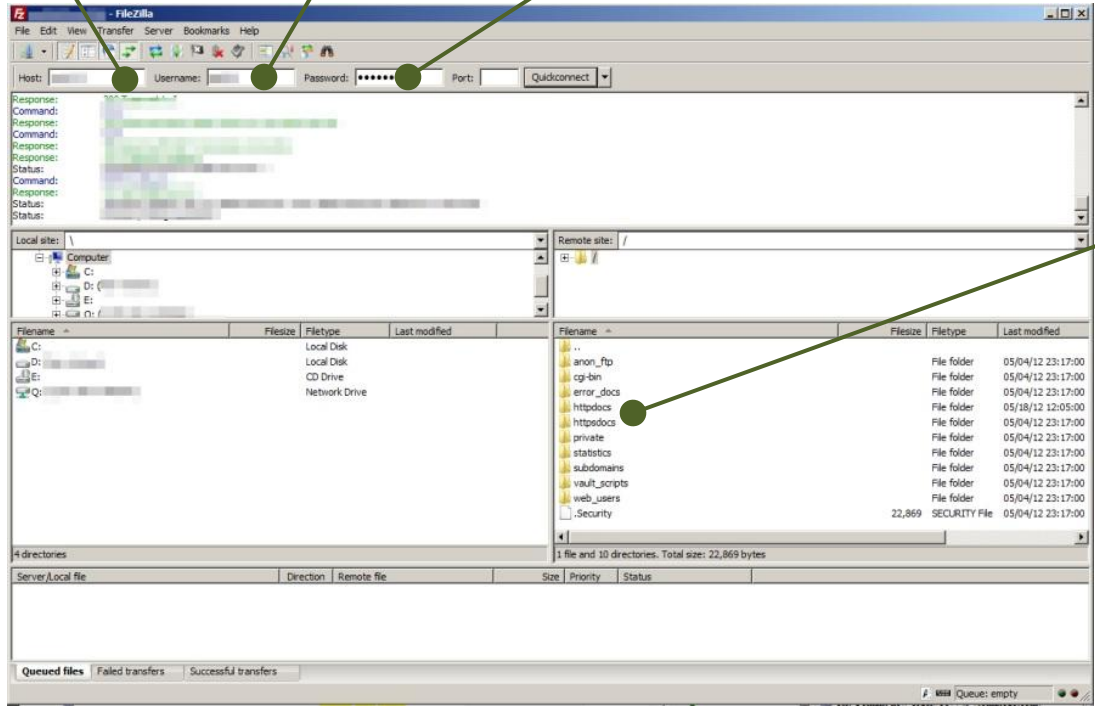 - FileZilla
File Edit View Transfer Server Bookmarks Help
Host: Username: Password: •••••• Port: Quickconnect
Response:
Command:
Response:
Command:
Response:
Response:
Status:
Command:
Response:
Status:
Status:
Local site: \ Remote site: /
Computer /
C:
D: (
E:
Filename Filesize Filetype Last modified Filename Filesize Filetype Last modified
C: Local Disk ..
D: Local Disk anon_ftp File folder 05/04/12 23:17:00
E: CD Drive cgi-bin File folder 05/04/12 23:17:00
Q: Network Drive error_docs File folder 05/04/12 23:17:00
httpdocs File folder 05/18/12 12:05:00
httpsdocs File folder 05/04/12 23:17:00
private File folder 05/04/12 23:17:00
statistics File folder 05/04/12 23:17:00
subdomains File folder 05/04/12 23:17:00
vault_scripts File folder 05/04/12 23:17:00
web_users File folder 05/04/12 23:17:00
.Security 22,869 SECURITY File 05/04/12 23:17:00
4 directories 1 file and 10 directories. Total size: 22,869 bytes
Server/Local file Direction Remote file Size Priority Status
Queued files Failed transfers Successful transfers
Queue: empty